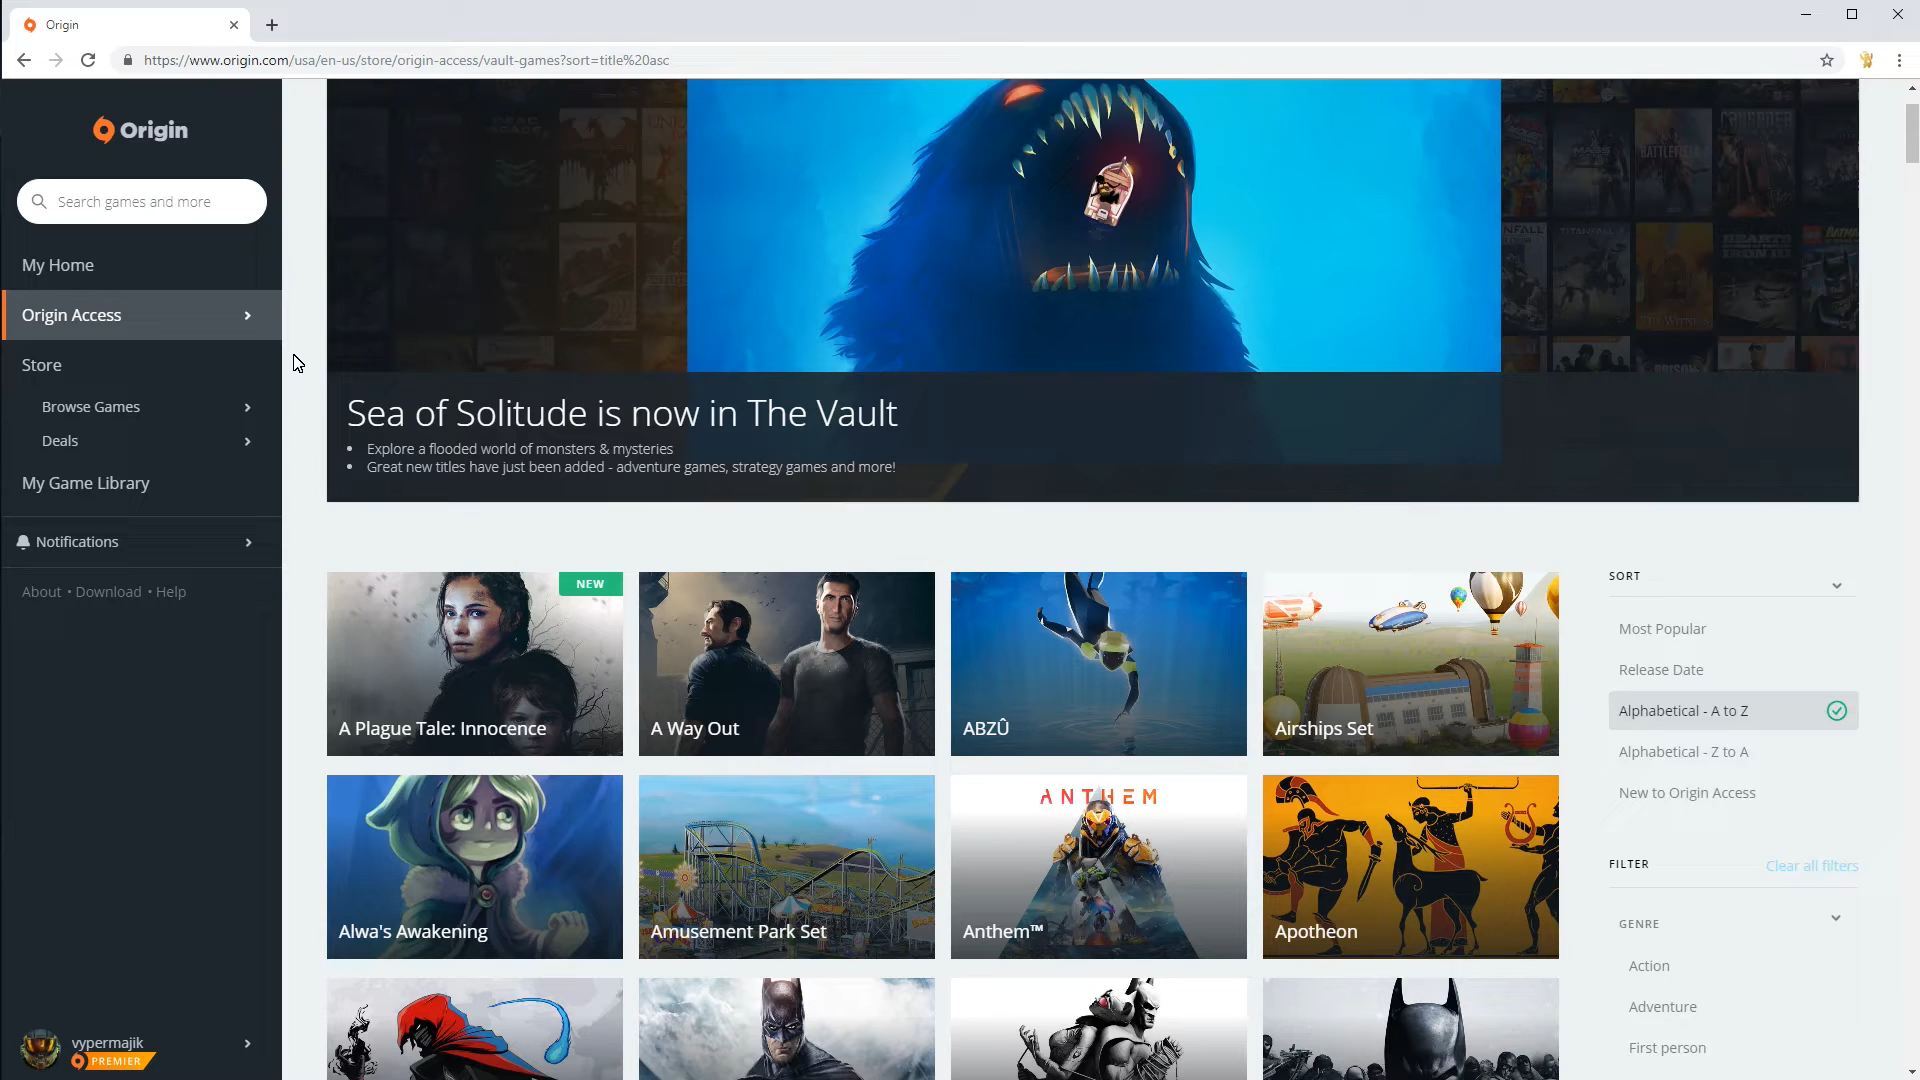 Origin
https://www.origin.com/usa/en-us/store/origin-access/vault-games?sort=title%20asc
Origin
Search games and more
My Home
Origin Access
Store
Browse Games
Deals
My Game Library
Notifications
About • Download • Help
vypermajik
PREMIER
Sea of Solitude is now in The Vault
• Explore a flooded world of monsters & mysteries
• Great new titles have just been added - adventure games, strategy games and more!
NEW
A Plague Tale: Innocence
A Way Out
ABZÛ
Airships Set
Alwa's Awakening
Amusement Park Set
ANTHEM
Anthem™
Apotheon
SORT
Most Popular
Release Date
Alphabetical - A to Z
Alphabetical - Z to A
New to Origin Access
FILTER
Clear all filters
GENRE
Action
Adventure
First person